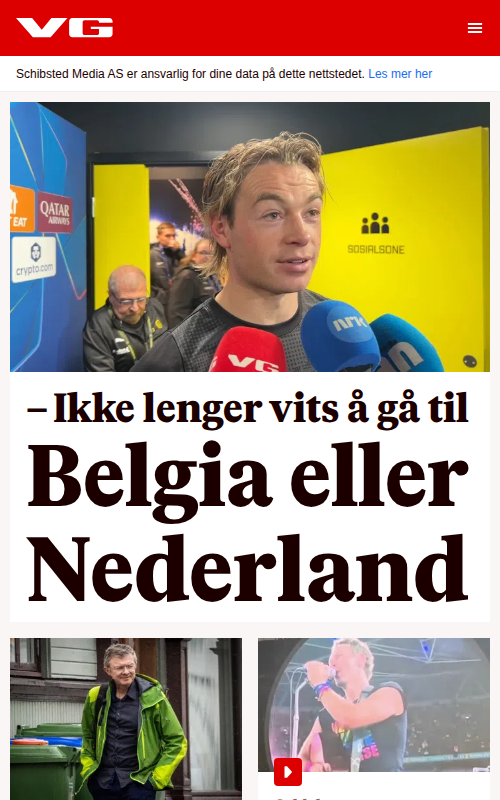 VG
Schibsted Media AS er ansvarlig for dine data på dette nettstedet. Les mer her
EAT
QATAR
AIRWAYS
crypto.com
SOSIALSONE
VG
nrk
– Ikke lenger vits å gå til
Belgia eller
Nederland